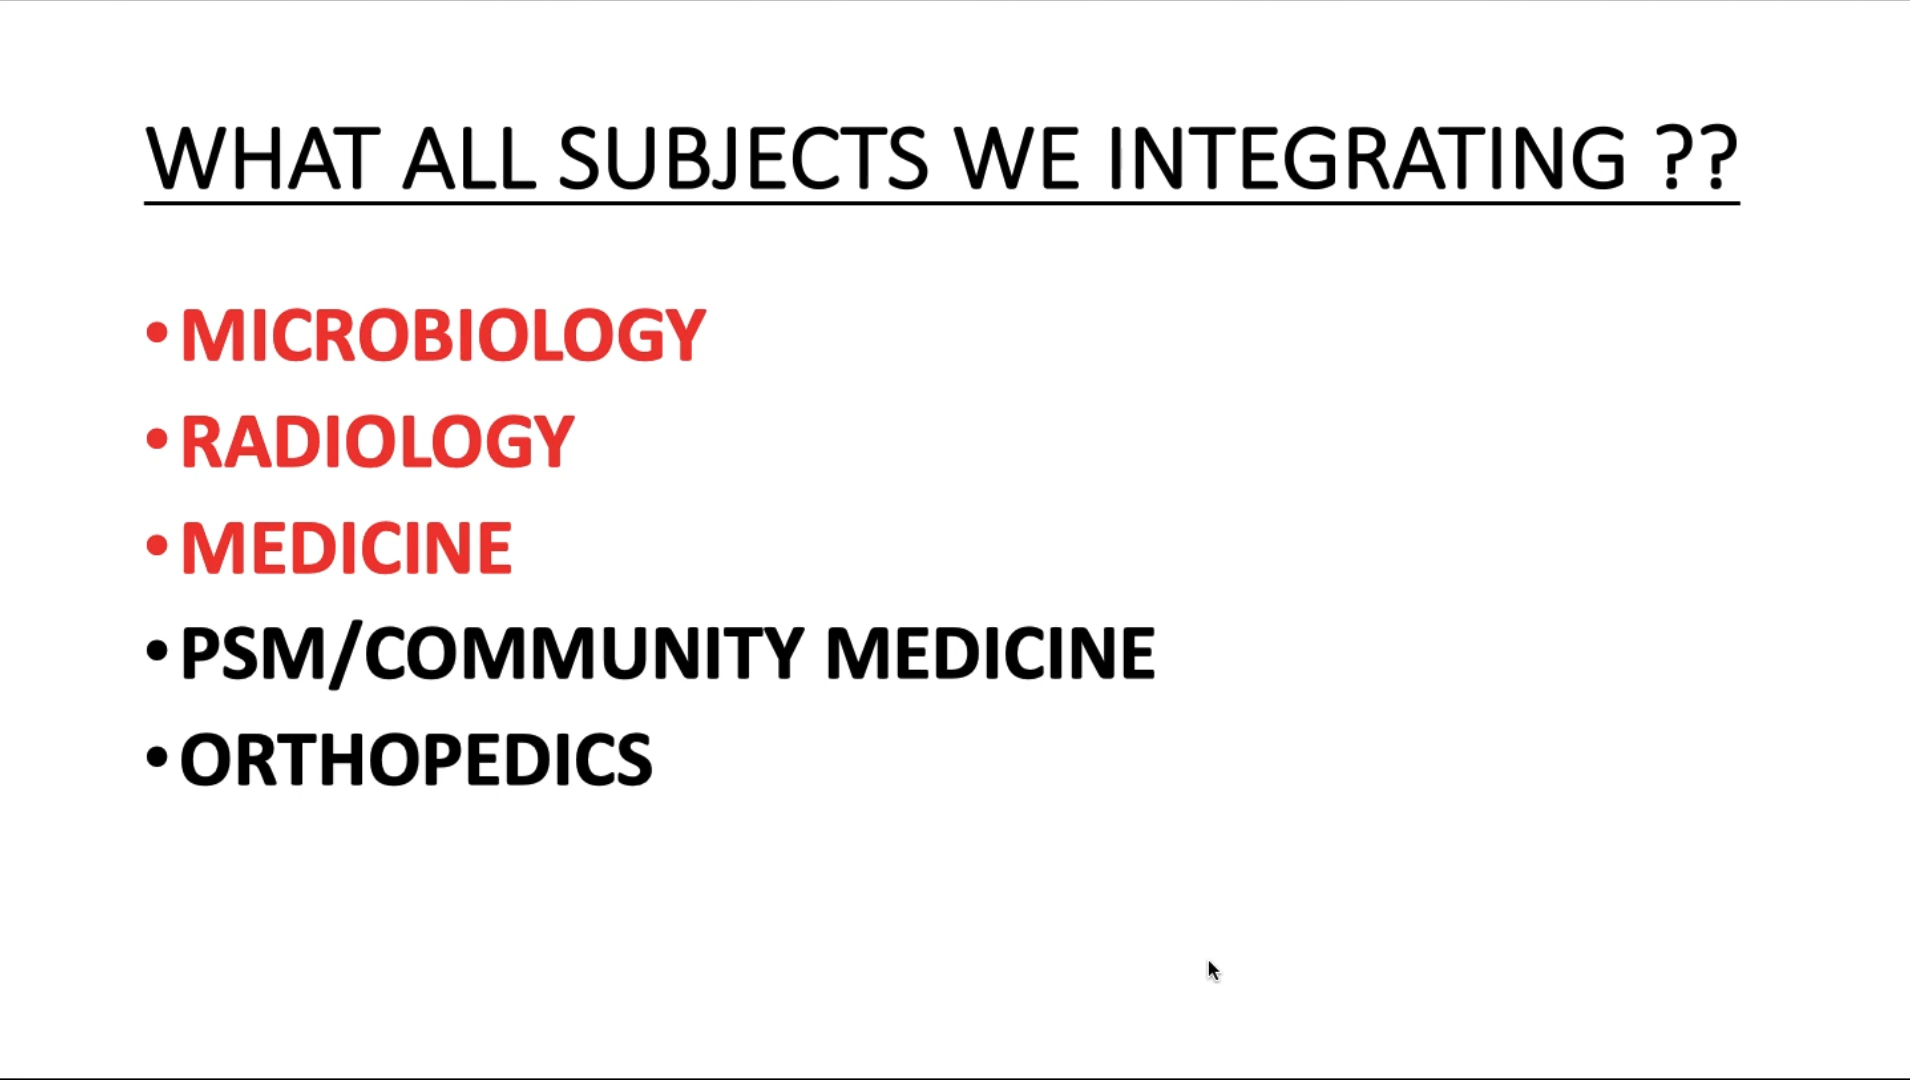 WHAT ALL SUBJECTS WE INTEGRATING ??
•MICROBIOLOGY
•RADIOLOGY
•MEDICINE
•PSM/COMMUNITY MEDICINE
•ORTHOPEDICS